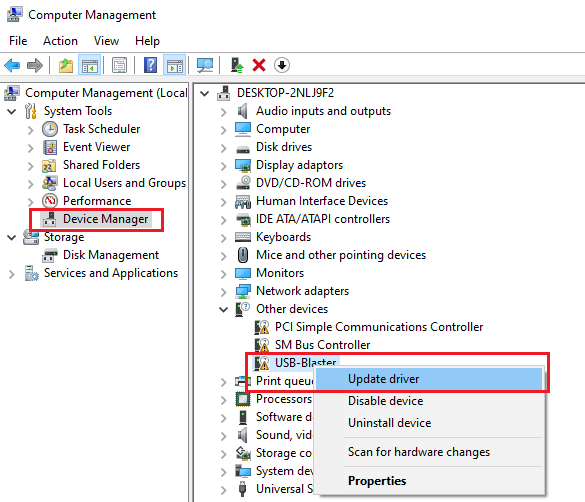 Computer Management
File Action View Help
Computer Management (Local
System Tools
Task Scheduler
Event Viewer
Shared Folders
Local Users and Groups
Performance
Device Manager
Storage
Disk Management
Services and Applications
DESKTOP-2NLJ9F2
Audio inputs and outputs
Computer
Disk drives
Display adaptors
DVD/CD-ROM drives
Human Interface Devices
IDE ATA/ATAPI controllers
Keyboards
Mice and other pointing devices
Monitors
Network adapters
Other devices
PCI Simple Communications Controller
SM Bus Controller
USB-Blaster
Print queu
Processors
Software d
Sound, vid
Storage co
System dev
Universal S
Update driver
Disable device
Uninstall device
Scan for hardware changes
Properties